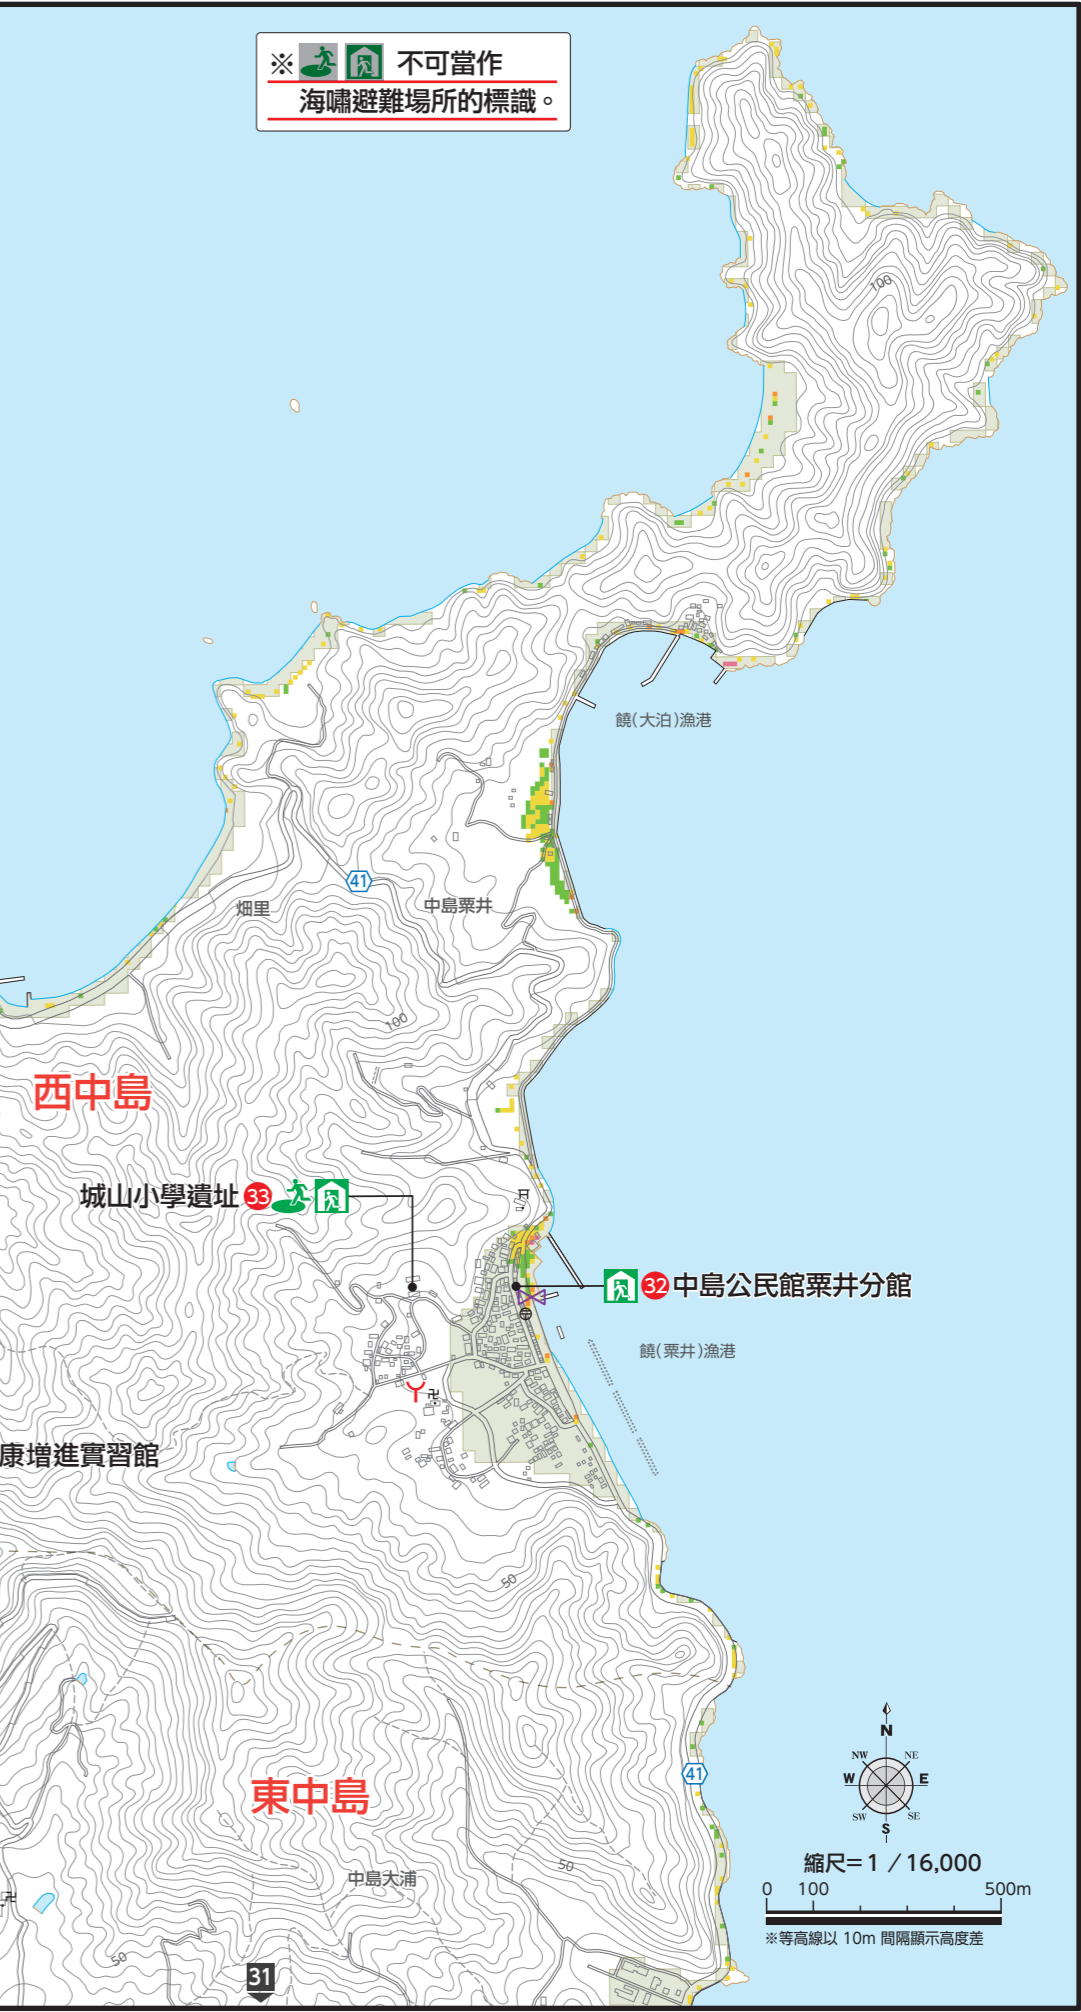 ※ 不可當作
海嘯避難場所的標識。
100
饒(大泊)漁港
41
畑里
中島粟井
100
西中島
城山小學遺址 33
32 中島公民館粟井分館
饒(粟井)漁港
康增進實習館
50
東中島
41
中島大浦
50
50
31
N
NW NE
W E
SW SE
S
縮尺=1／16,000
0 100 500m
※等高線以 10m 間隔顯示高度差